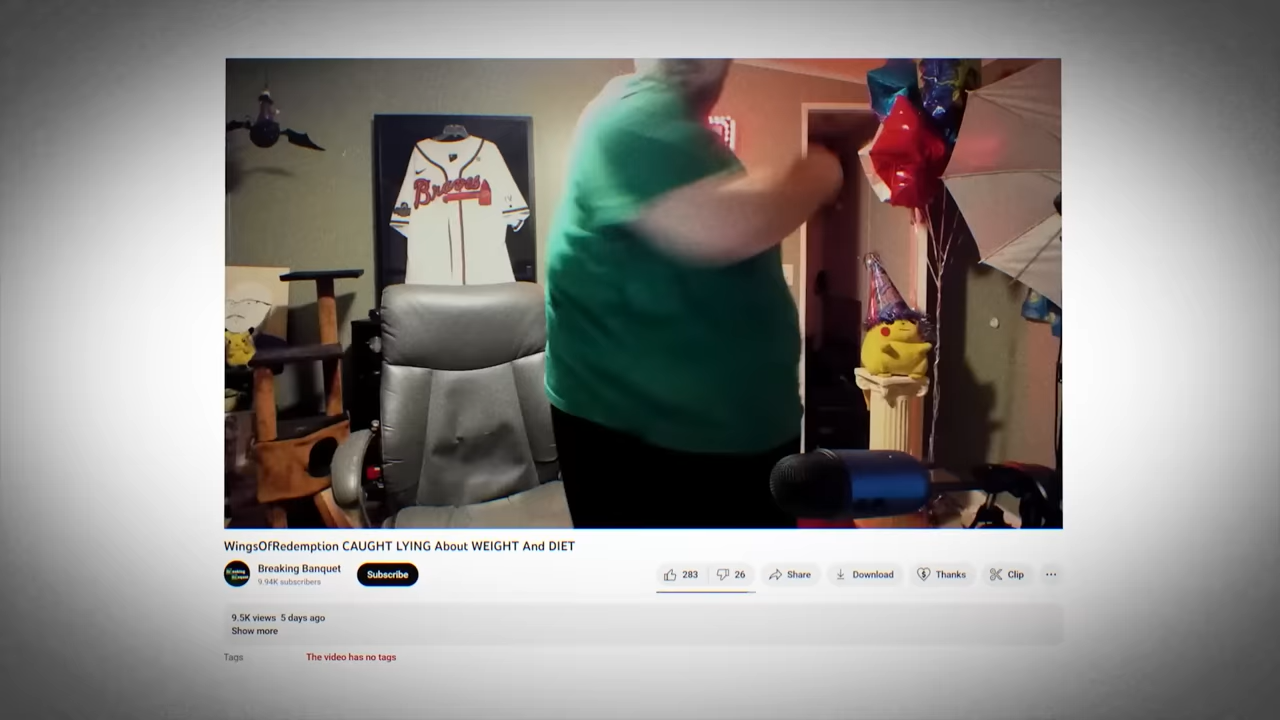 Braves
WingsOfRedemption CAUGHT LYING About WEIGHT And DIET
Breaking Banquet
9.94K subscribers
Subscribe
283
26
Share
Download
Thanks
Clip
9.5K views 5 days ago
Show more
Tags
The video has no tags